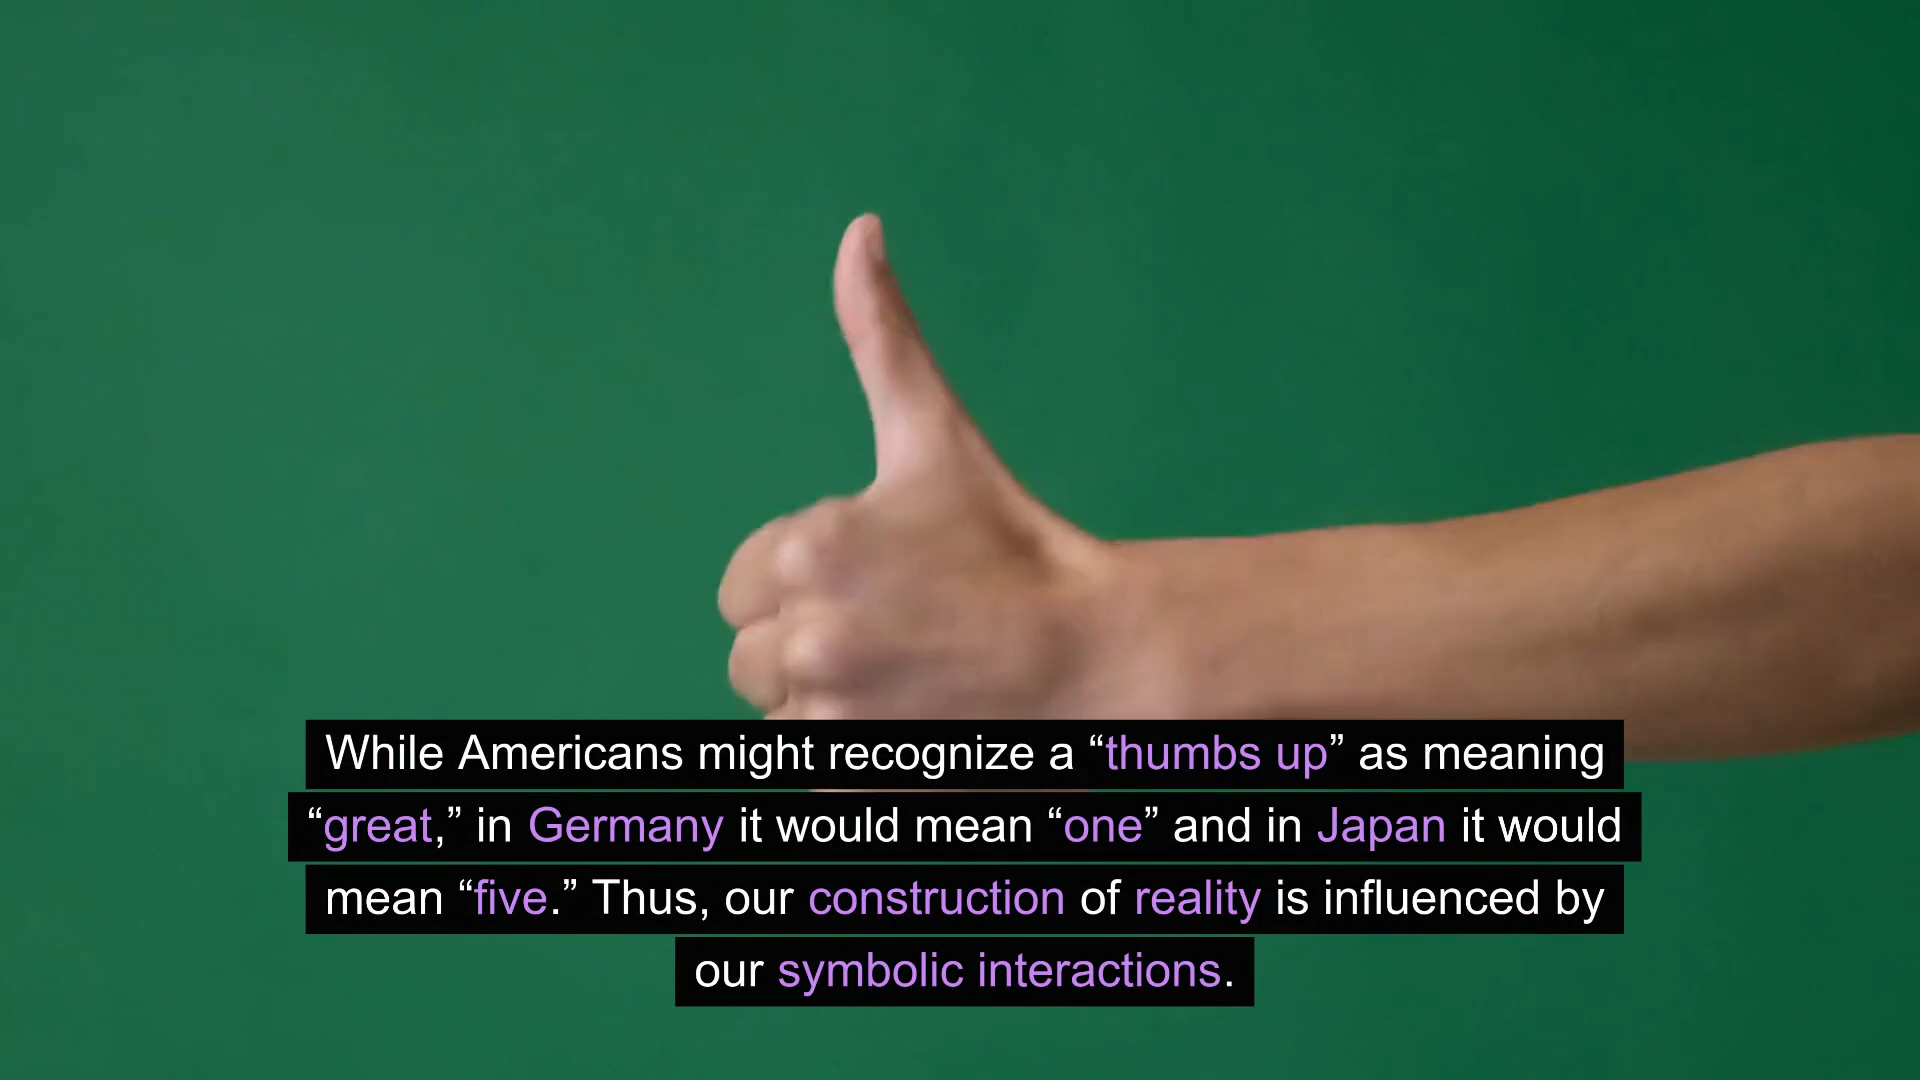 While Americans might recognize a “thumbs up” as meaning
“great,” in Germany it would mean “one” and in Japan it would
mean “five.” Thus, our construction of reality is influenced by
our symbolic interactions.